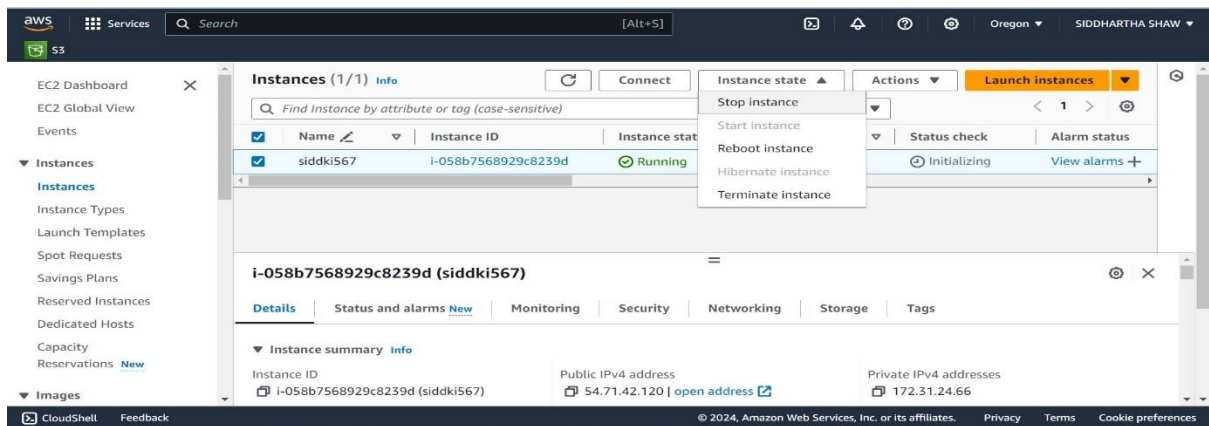 aws Services Search [Alt+S] Oregon ▼ SIDDHARTHA SHAW ▼
S3
EC2 Dashboard
EC2 Global View
Events
▼ Instances
Instances
Instance Types
Launch Templates
Spot Requests
Savings Plans
Reserved Instances
Dedicated Hosts
Capacity
Reservations New
▼ Images
Instances (1/1) Info Connect Instance state ▲ Actions ▼ Launch instances ▼
Find Instance by attribute or tag (case-sensitive) < 1 >
Name Instance ID Instance stat Status check Alarm status
siddki567 i-058b7568929c8239d Running Initializing View alarms +
Stop instance
Start instance
Reboot instance
Hibernate instance
Terminate instance
i-058b7568929c8239d (siddki567)
Details Status and alarms New Monitoring Security Networking Storage Tags
▼ Instance summary Info
Instance ID Public IPv4 address Private IPv4 addresses
i-058b7568929c8239d (siddki567) 54.71.42.120 | open address 172.31.24.66
CloudShell Feedback © 2024, Amazon Web Services, Inc. or its affiliates. Privacy Terms Cookie preferences